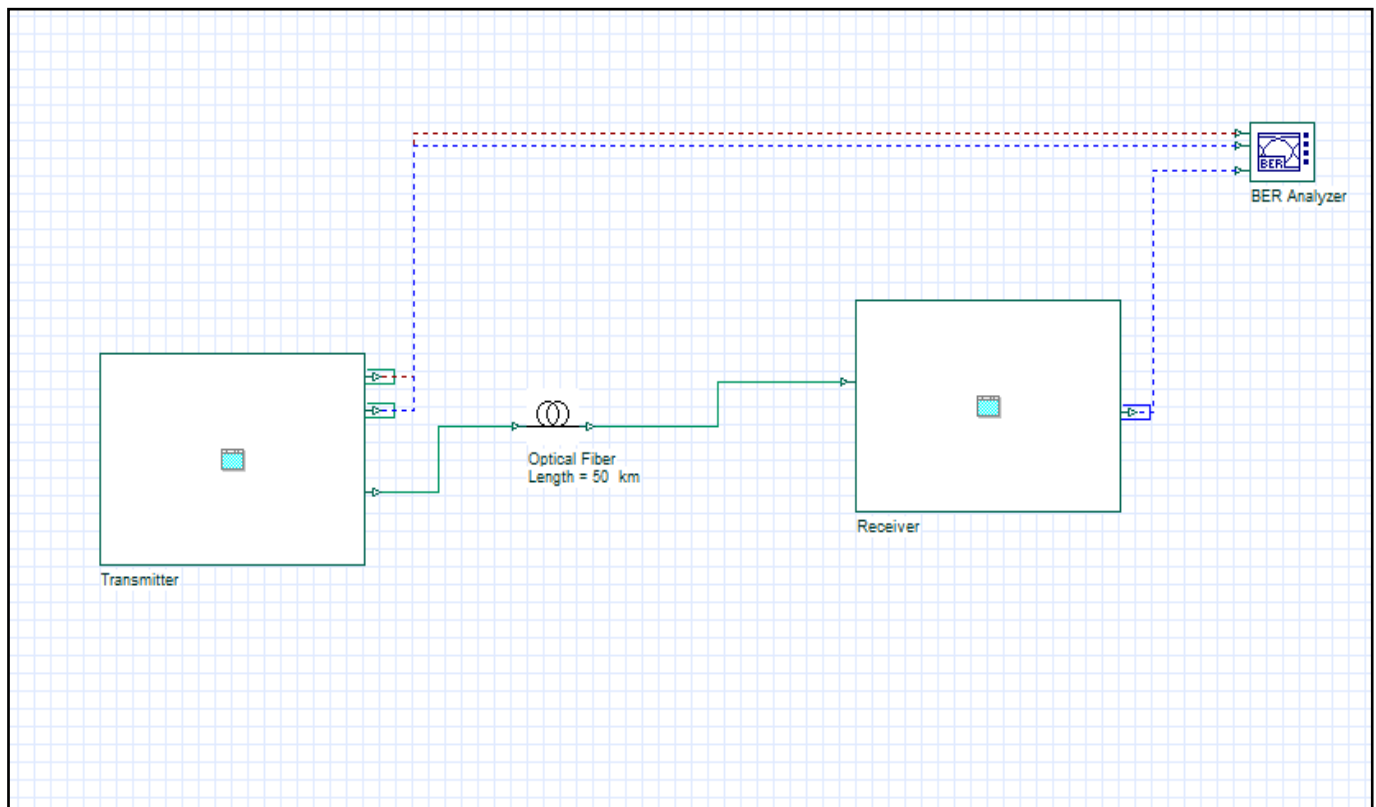 BER
BER Analyzer
Optical Fiber
Length = 50 km
Receiver
Transmitter